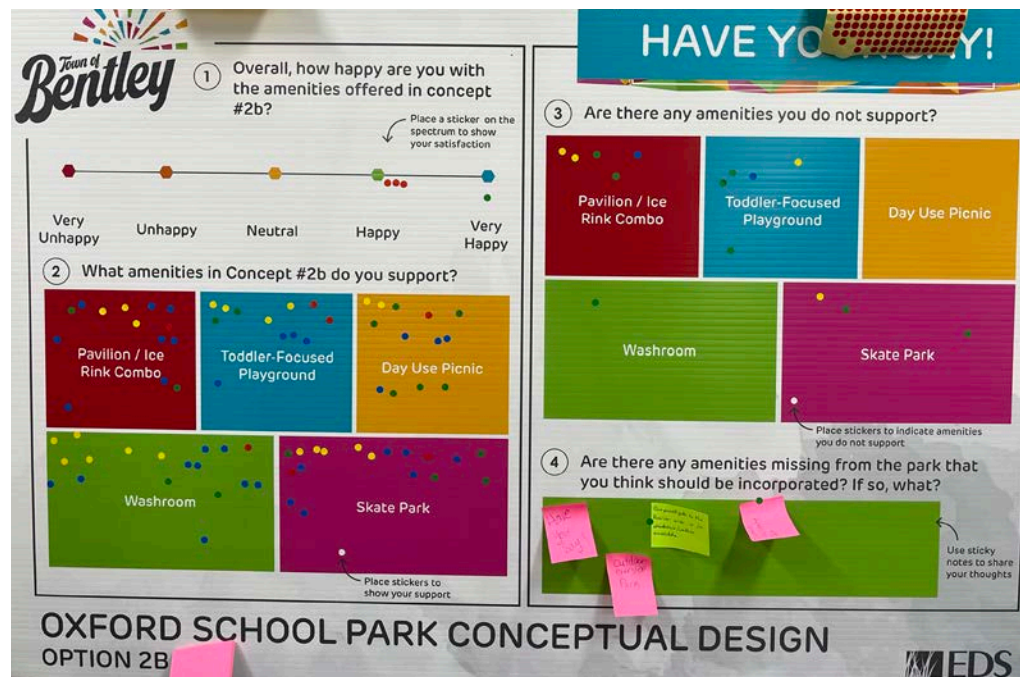 Town of
Bentley
HAVE YO
Y!
1
Overall, how happy are you with
the amenities offered in concept
#2b?
Place a sticker on the
spectrum to show
your satisfaction
Very
Unhappy
Unhappy
Neutral
Happy
Very
Happy
2
What amenities in Concept #2b do you support?
Pavilion / Ice
Rink Combo
Toddler-Focused
Playground
Day Use Picnic
Washroom
Skate Park
Place stickers to
show your support
3
Are there any amenities you do not support?
Pavilion / Ice
Rink Combo
Toddler-Focused
Playground
Day Use Picnic
Washroom
Skate Park
Place stickers to indicate amenities
you do not support
4
Are there any amenities missing from the park that
you think should be incorporated? If so, what?
Outdoor
Park
Use sticky
notes to share
your thoughts
OXFORD SCHOOL PARK CONCEPTUAL DESIGN
OPTION 2B
EDS